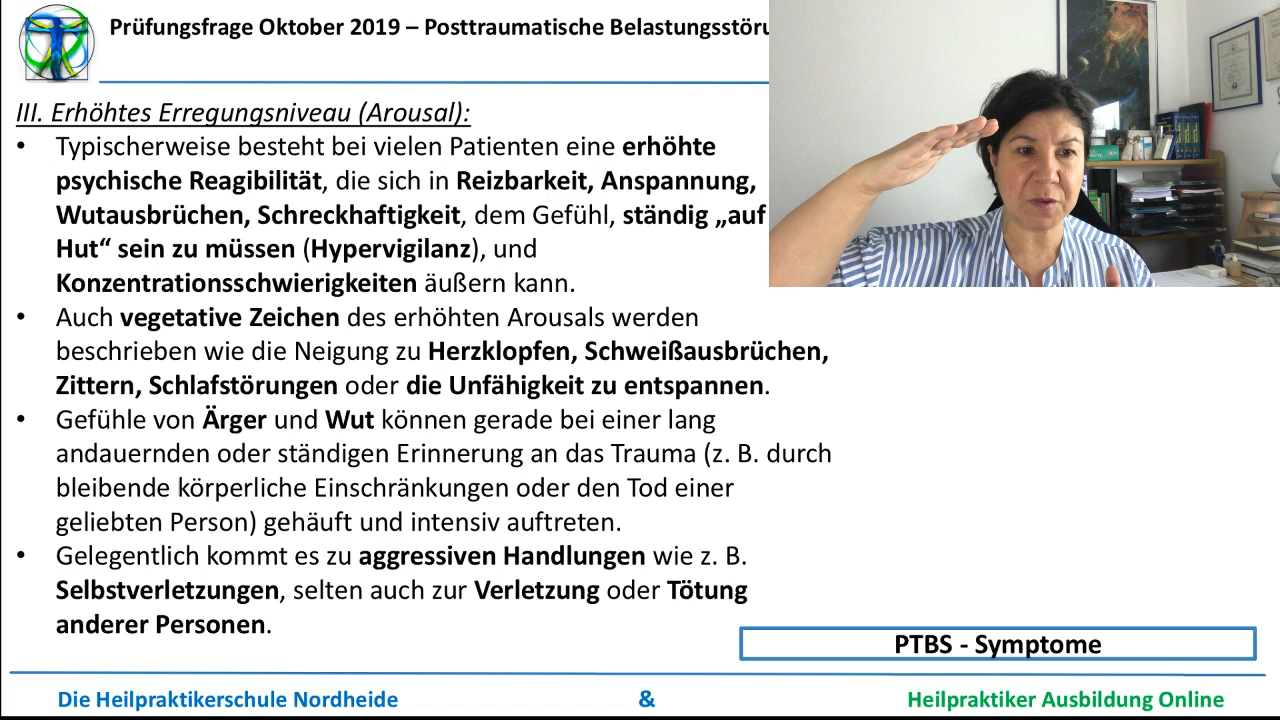 Prüfungsfrage Oktober 2019 – Posttraumatische Belastungsstöru
III. Erhöhtes Erregungsniveau (Arousal):
• Typischerweise besteht bei vielen Patienten eine erhöhte
psychische Reagibilität, die sich in Reizbarkeit, Anspannung,
Wutausbrüchen, Schreckhaftigkeit, dem Gefühl, ständig „auf
Hut“ sein zu müssen (Hypervigilanz), und
Konzentrationsschwierigkeiten äußern kann.
• Auch vegetative Zeichen des erhöhten Arousals werden
beschrieben wie die Neigung zu Herzklopfen, Schweißausbrüchen,
Zittern, Schlafstörungen oder die Unfähigkeit zu entspannen.
• Gefühle von Ärger und Wut können gerade bei einer lang
andauernden oder ständigen Erinnerung an das Trauma (z. B. durch
bleibende körperliche Einschränkungen oder den Tod einer
geliebten Person) gehäuft und intensiv auftreten.
• Gelegentlich kommt es zu aggressiven Handlungen wie z. B.
Selbstverletzungen, selten auch zur Verletzung oder Tötung
anderer Personen.
PTBS - Symptome
Die Heilpraktikerschule Nordheide & Heilpraktiker Ausbildung Online